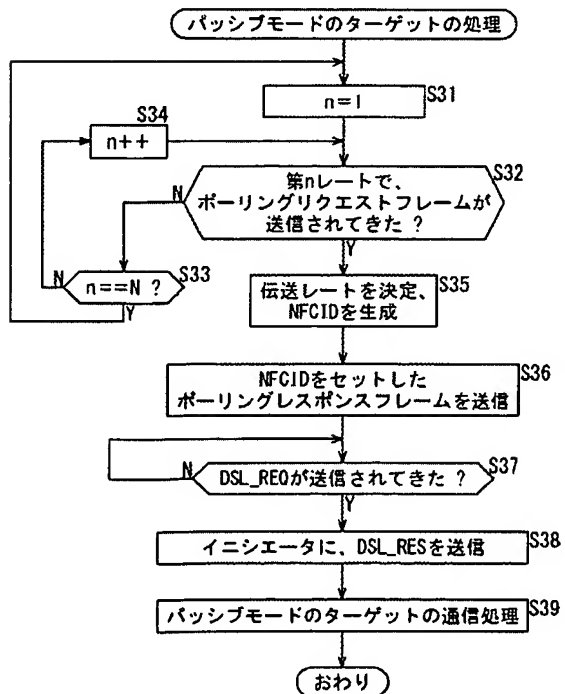 パッシブモードのターゲットの処理
n=1
S31
S34
n++
第nレートで、
ポーリングリクエストフレームが
送信されてきた ?
S32
N
Y
n==N ?
S33
N
Y
伝送レートを決定、
NFCIDを生成
S35
NFCIDをセットした
ポーリングレスポンスフレームを送信
S36
DSL_REQが送信されてきた ?
S37
N
Y
イニシエータに、DSL_RESを送信
S38
パッシブモードのターゲットの通信処理
S39
おわり